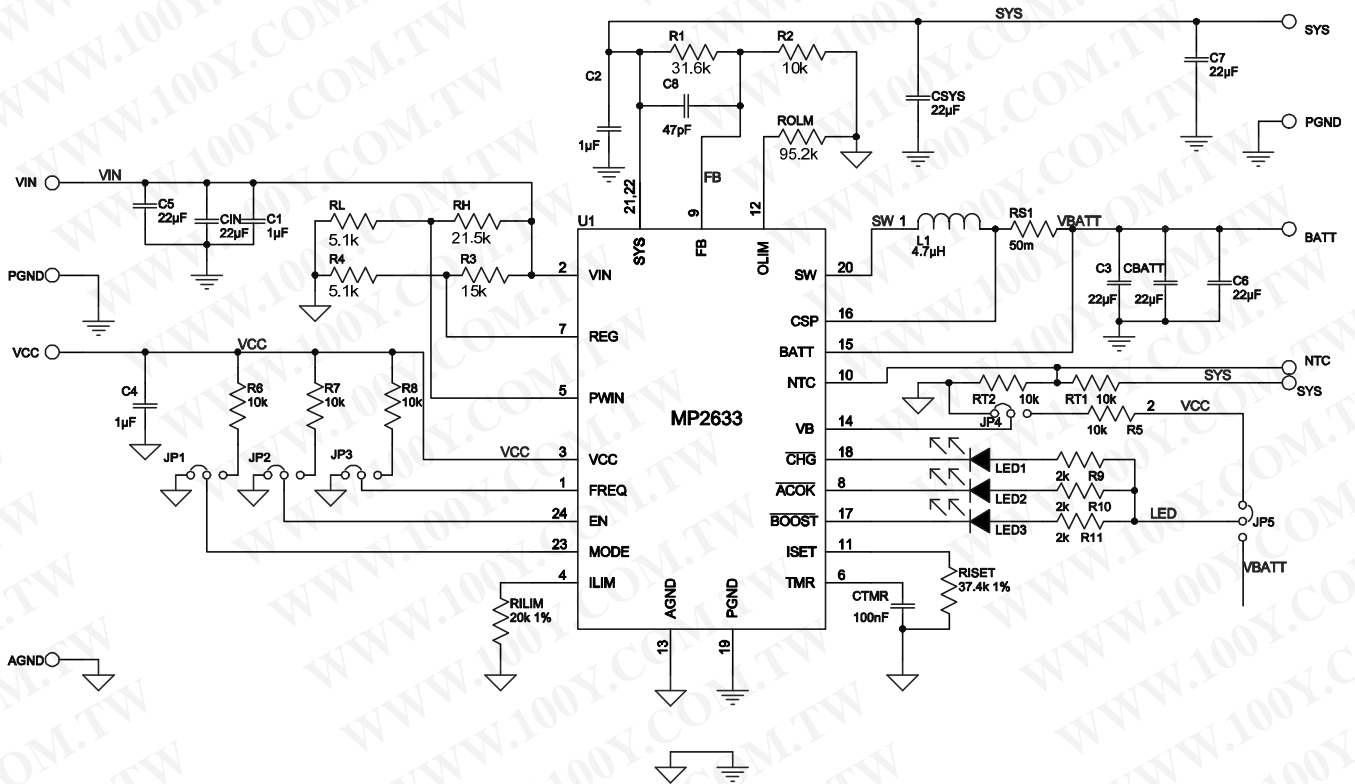 SYS
SYS
R1
31.6k
R2
10k
C2
1µF
C8
47pF
ROLM
95.2k
CSYS
22µF
C7
22µF
PGND
VIN
VIN
C5
22µF
CIN
22µF
C1
1µF
RL
5.1k
RH
21.5k
R4
5.1k
R3
15k
PGND
21,22
FB
9
12
U1
SYS
FB
OLIM
SW 1
L1
4.7µH
RS1
50m
VBATT
BATT
C3
22µF
CBATT
22µF
C6
22µF
2 VIN
SW 20
CSP 16
7 REG
BATT 15
VCC
VCC
NTC 10
NTC
SYS
SYS
RT2
10k
RT1
10k
C4
1µF
R6
10k
R7
10k
R8
10k
5 PWIN
MP2633
VB 14
JP4
10k
R5
2
VCC
JP1
JP2
JP3
VCC
3 VCC
CHG 18
LED1
2k
R9
1 FREQ
ACOK 8
LED2
2k
R10
24 EN
BOOST 17
LED3
2k
R11
LED
JP5
VBATT
23 MODE
ISET 11
4 ILIM
TMR 6
RILIM
20k 1%
CTMR
100nF
RISET
37.4k 1%
AGND
PGND
13
19
AGND
WWW.100Y.COM.TW